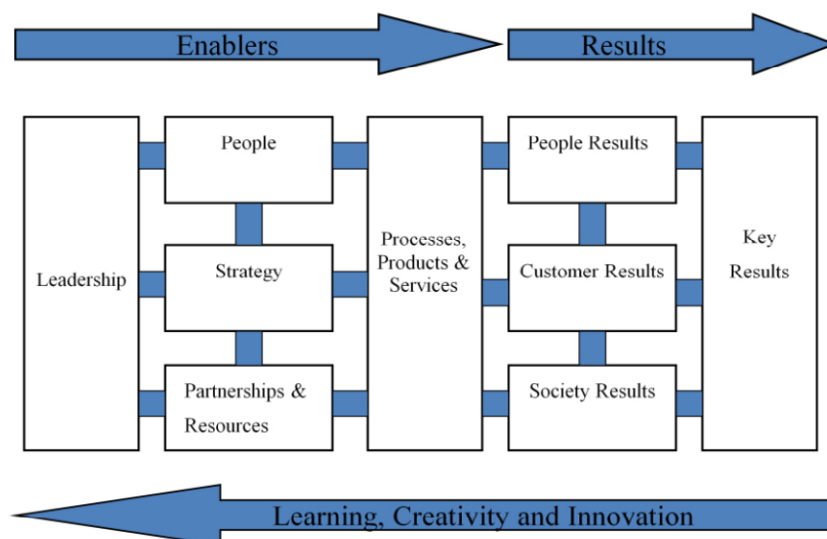 Enablers
Results
Leadership
People
Strategy
Partnerships &
Resources
Processes,
Products &
Services
People Results
Customer Results
Society Results
Key
Results
Learning, Creativity and Innovation